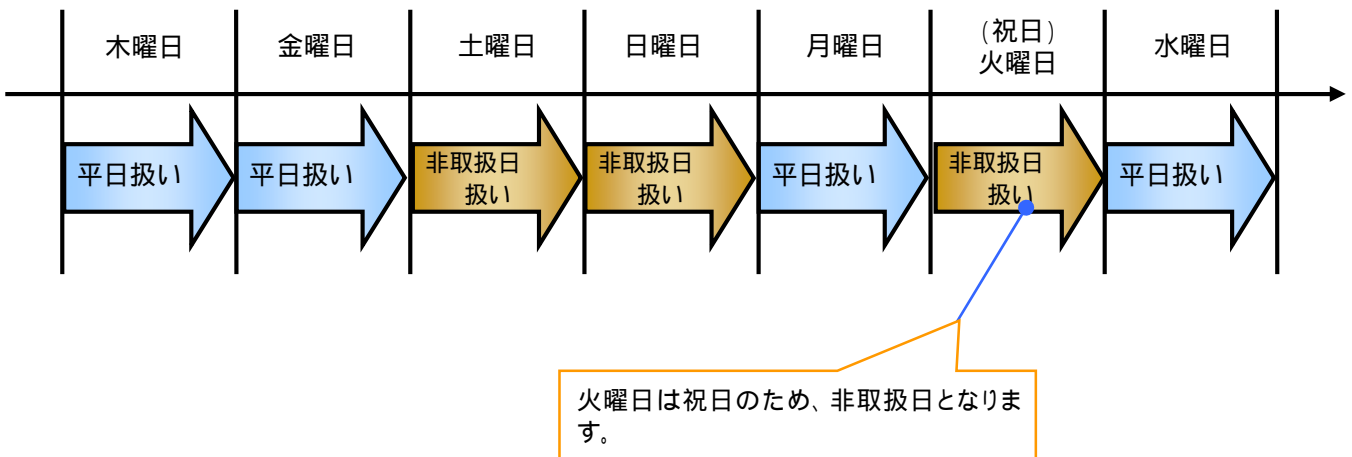 木曜日
金曜日
土曜日
日曜日
月曜日
(祝日)
火曜日
水曜日
平日扱い
平日扱い
非取扱日
扱い
非取扱日
扱い
平日扱い
非取扱日
扱い
平日扱い
火曜日は祝日のため、非取扱日となりま
す。